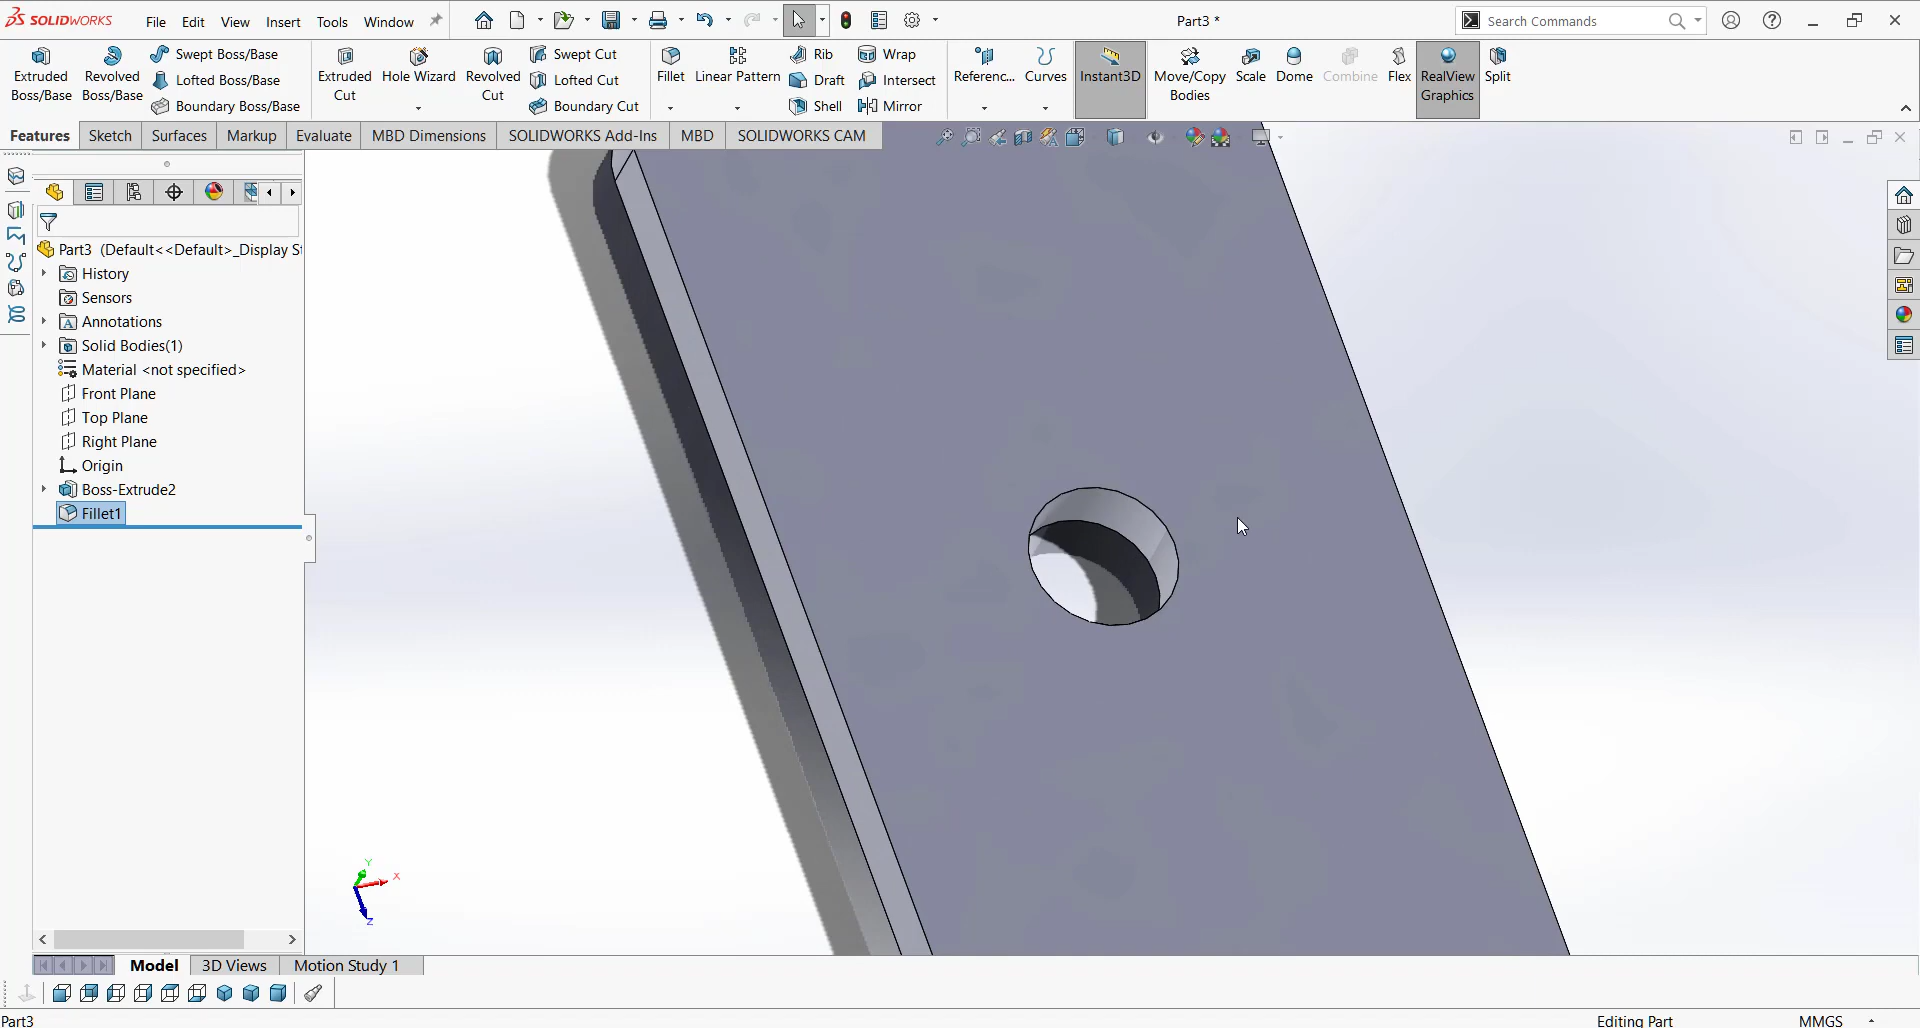 SOLIDWORKS File Edit View Insert Tools Window Part3 * Search Commands
Extruded Boss/Base
Revolved Boss/Base
Swept Boss/Base
Lofted Boss/Base
Boundary Boss/Base
Extruded Cut
Hole Wizard
Revolved Cut
Swept Cut
Lofted Cut
Boundary Cut
Fillet
Linear Pattern
Rib
Draft
Shell
Wrap
Intersect
Mirror
Referenc...
Curves
Instant3D
Move/Copy Bodies
Scale
Dome
Combine
Flex
RealView Graphics
Split
Features Sketch Surfaces Markup Evaluate MBD Dimensions SOLIDWORKS Add-Ins MBD SOLIDWORKS CAM
Part3 (Default<<Default>_Display S
History
Sensors
Annotations
Solid Bodies(1)
Material <not specified>
Front Plane
Top Plane
Right Plane
Origin
Boss-Extrude2
Fillet1
Y
X
Z
Model 3D Views Motion Study 1
Part3 Editing Part MMGS